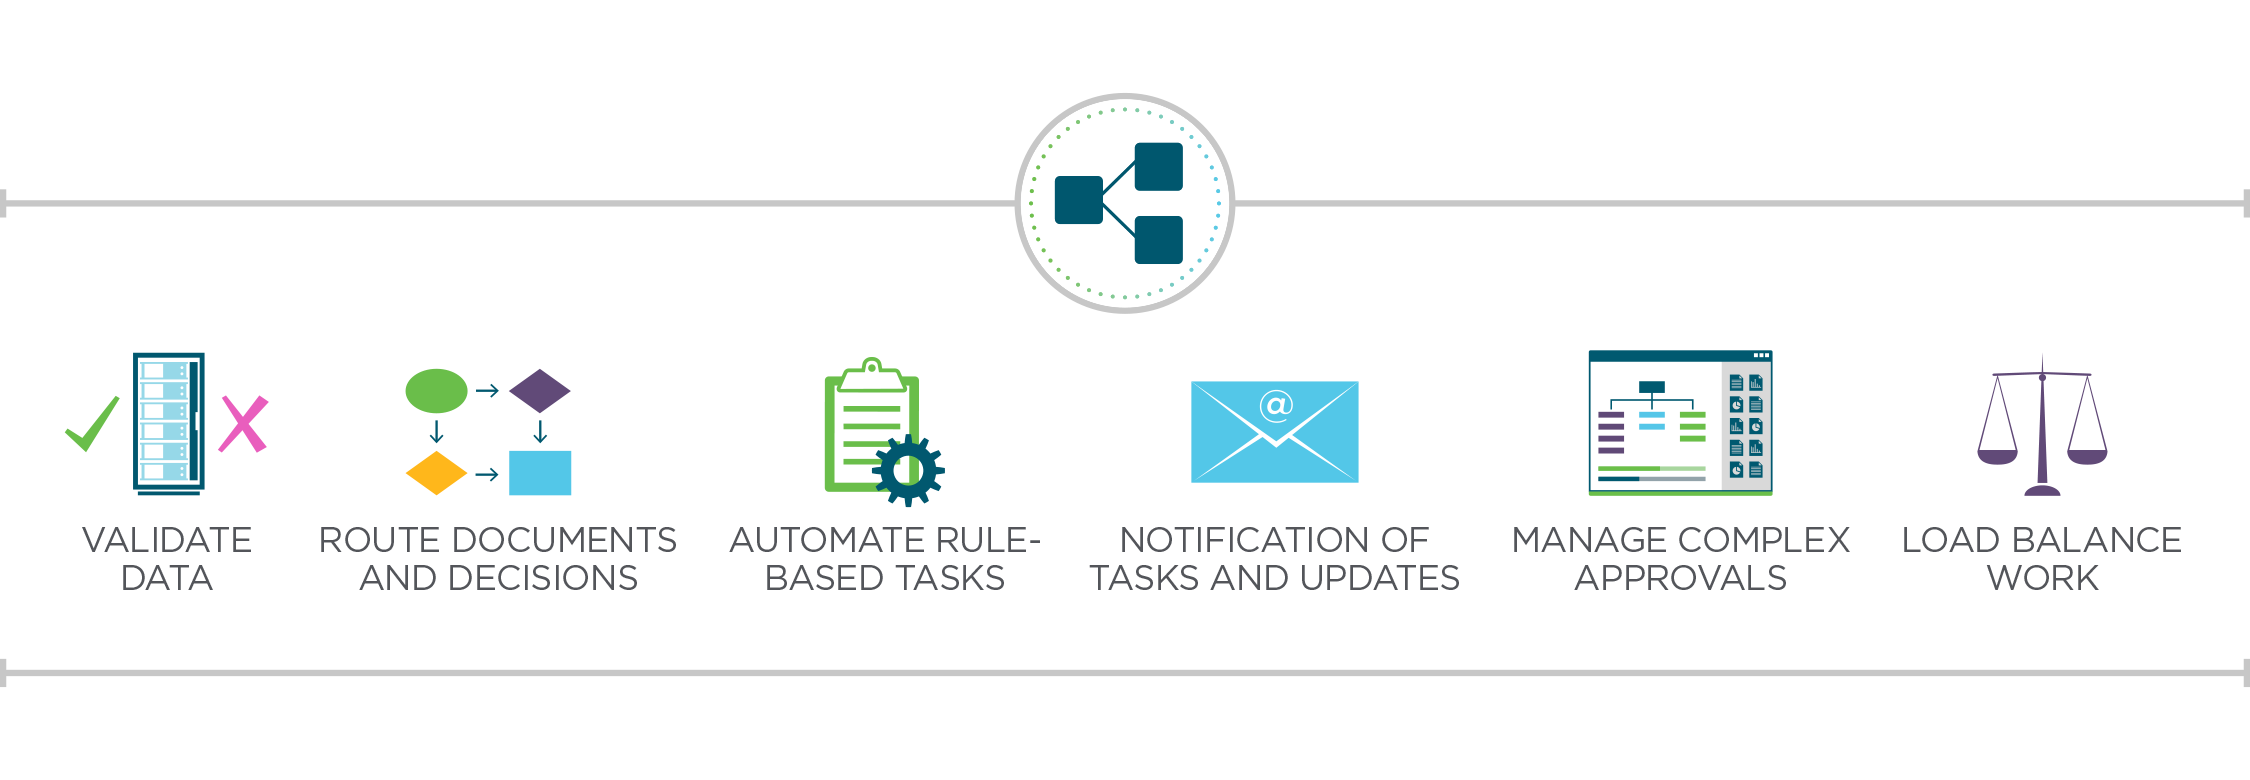 @
VALIDATE
DATA
ROUTE DOCUMENTS
AND DECISIONS
AUTOMATE RULE-
BASED TASKS
NOTIFICATION OF
TASKS AND UPDATES
MANAGE COMPLEX
APPROVALS
LOAD BALANCE
WORK